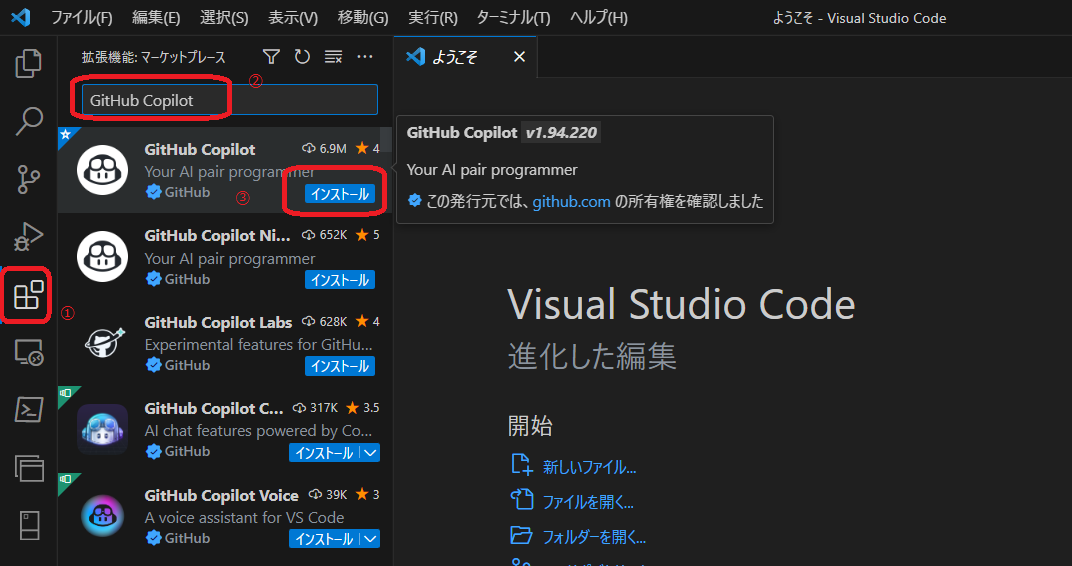 ファイル(F) 編集(E) 選択(S) 表示(V) 移動(G) 実行(R) ターミナル(T) ヘルプ(H) ようこそ - Visual Studio Code
拡張機能: マーケットプレース
ようこそ
②
GitHub Copilot
GitHub Copilot 6.9M 4
Your AI pair programmer
GitHub
③
インストール
GitHub Copilot v1.94.220
Your AI pair programmer
この発行元では、github.com の所有権を確認しました
GitHub Copilot Ni... 652K 5
Your AI pair programmer
GitHub インストール
①
GitHub Copilot Labs 628K 4
Experimental features for GitHu...
GitHub インストール
GitHub Copilot C... 317K 3.5
AI chat features powered by Co...
GitHub インストール
GitHub Copilot Voice 39K 3
A voice assistant for VS Code
GitHub インストール
Visual Studio Code
進化した編集
開始
新しいファイル...
ファイルを開く...
フォルダーを開く...